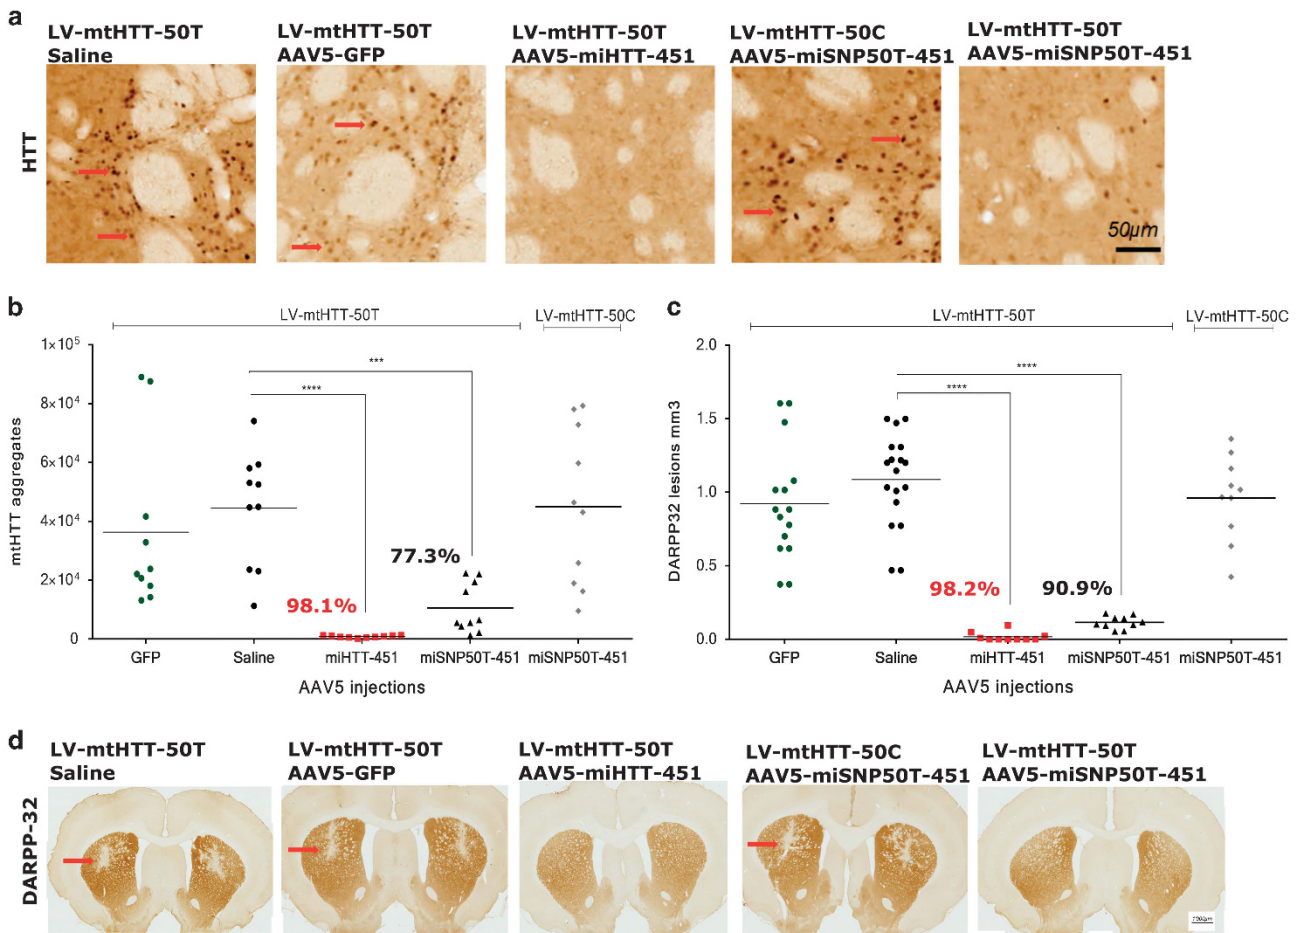 a
LV-mtHTT-50T
Saline
LV-mtHTT-50T
AAV5-GFP
LV-mtHTT-50T
AAV5-miHTT-451
LV-mtHTT-50C
AAV5-miSNP50T-451
LV-mtHTT-50T
AAV5-miSNP50T-451
HTT
50µm
b
LV-mtHTT-50T
LV-mtHTT-50C
mtHTT aggregates
1×10⁵
8×10⁴
6×10⁴
4×10⁴
2×10⁴
0
***
****
98.1%
77.3%
GFP
Saline
miHTT-451
miSNP50T-451
miSNP50T-451
AAV5 injections
c
LV-mtHTT-50T
LV-mtHTT-50C
DARPP32 lesions mm3
2.0
1.5
1.0
0.5
0.0
****
****
98.2%
90.9%
GFP
Saline
miHTT-451
miSNP50T-451
miSNP50T-451
AAV5 injections
d
LV-mtHTT-50T
Saline
LV-mtHTT-50T
AAV5-GFP
LV-mtHTT-50T
AAV5-miHTT-451
LV-mtHTT-50C
AAV5-miSNP50T-451
LV-mtHTT-50T
AAV5-miSNP50T-451
DARPP-32
1000µm